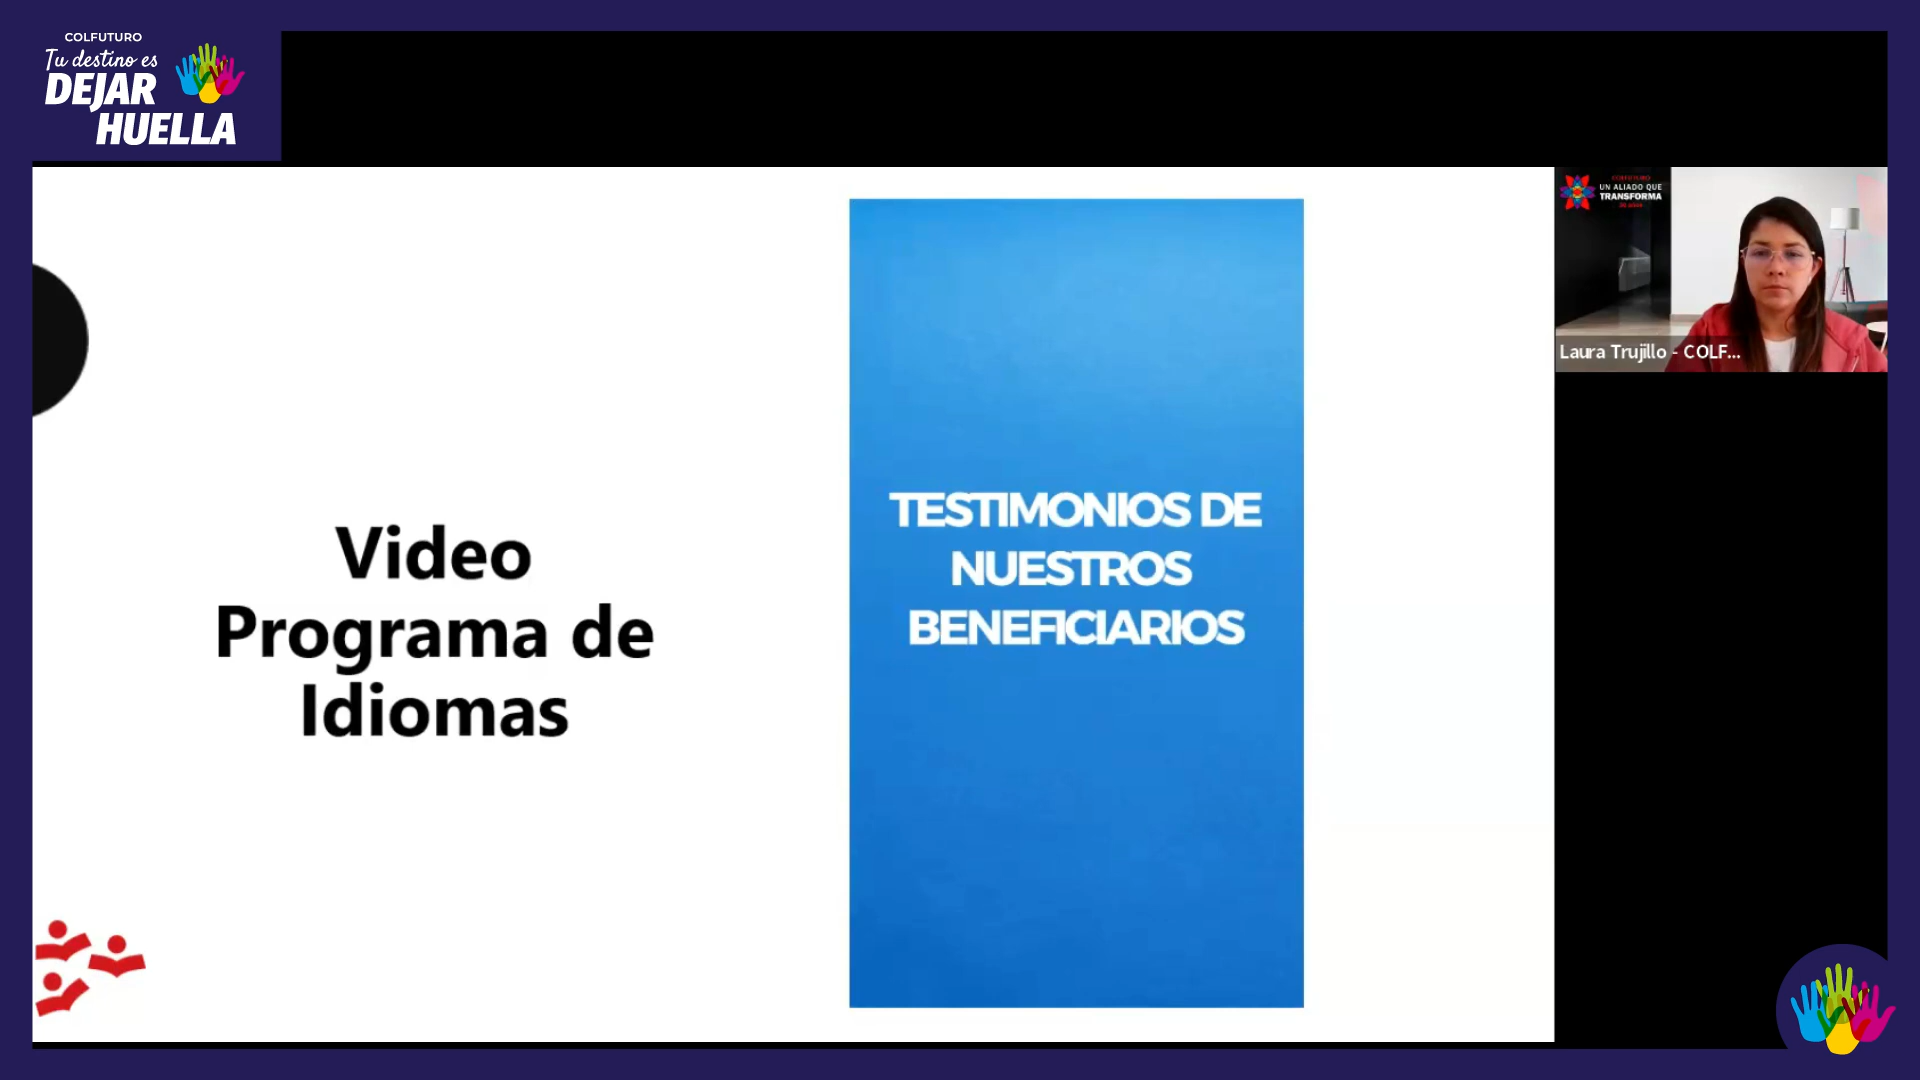 COLFUTURO
Tu destino es
DEJAR
HUELLA
UN ALIADO QUE
TRANSFORMA
Laura Trujillo - COLF...
Video
Programa de
Idiomas
TESTIMONIOS DE
NUESTROS
BENEFICIARIOS